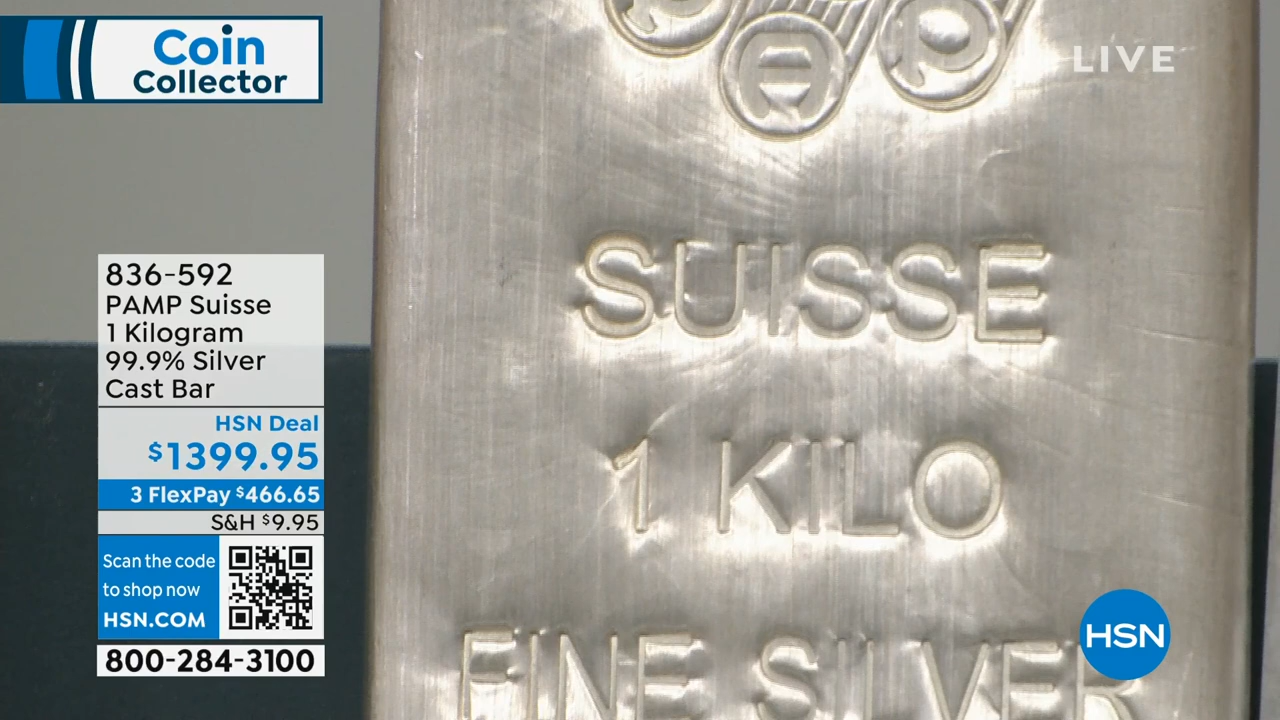 Coin
Collector
LIVE
836-592
PAMP Suisse
1 Kilogram
99.9% Silver
Cast Bar
HSN Deal
$1399.95
3 FlexPay $466.65
S&H $9.95
Scan the code
to shop now
HSN.COM
800-284-3100
P A P
SUISSE
1 KILO
FINE SILVER
HSN